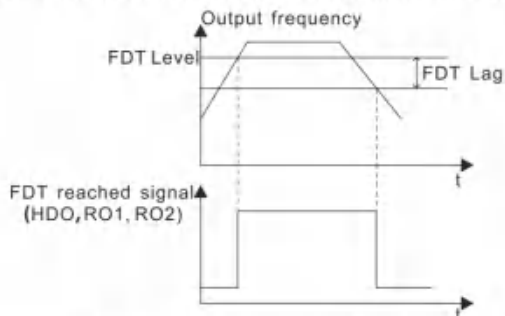 Output frequency
FDT Level
FDT Lag
t
FDT reached signal
(HDO, RO1, RO2)
t